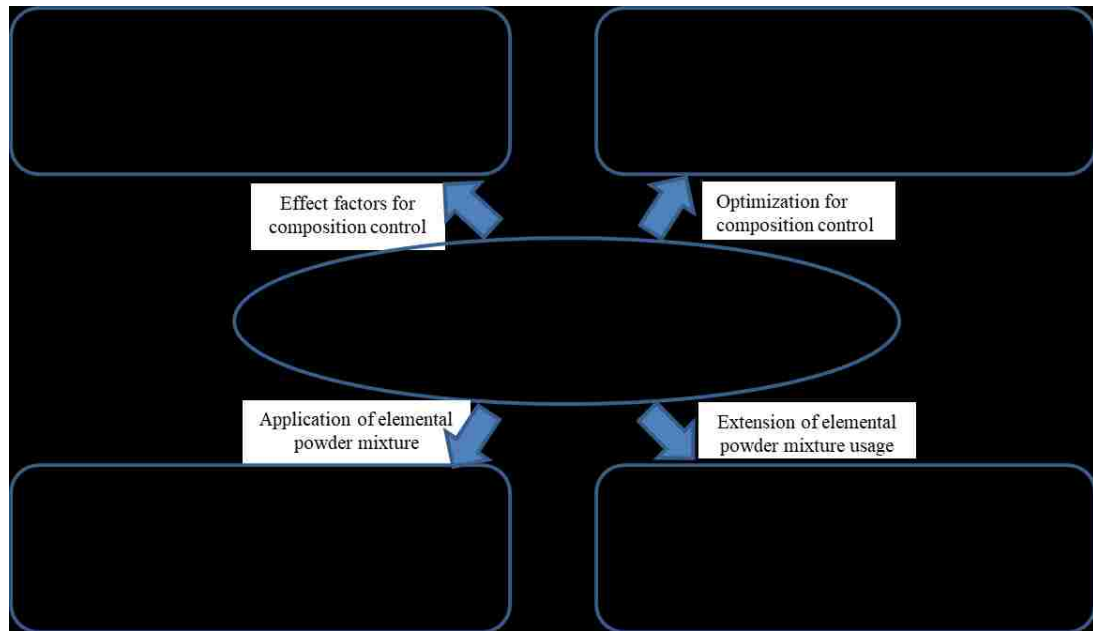 Effect factors for
composition control
Optimization for
composition control
Application of elemental
powder mixture
Extension of elemental
powder mixture usage